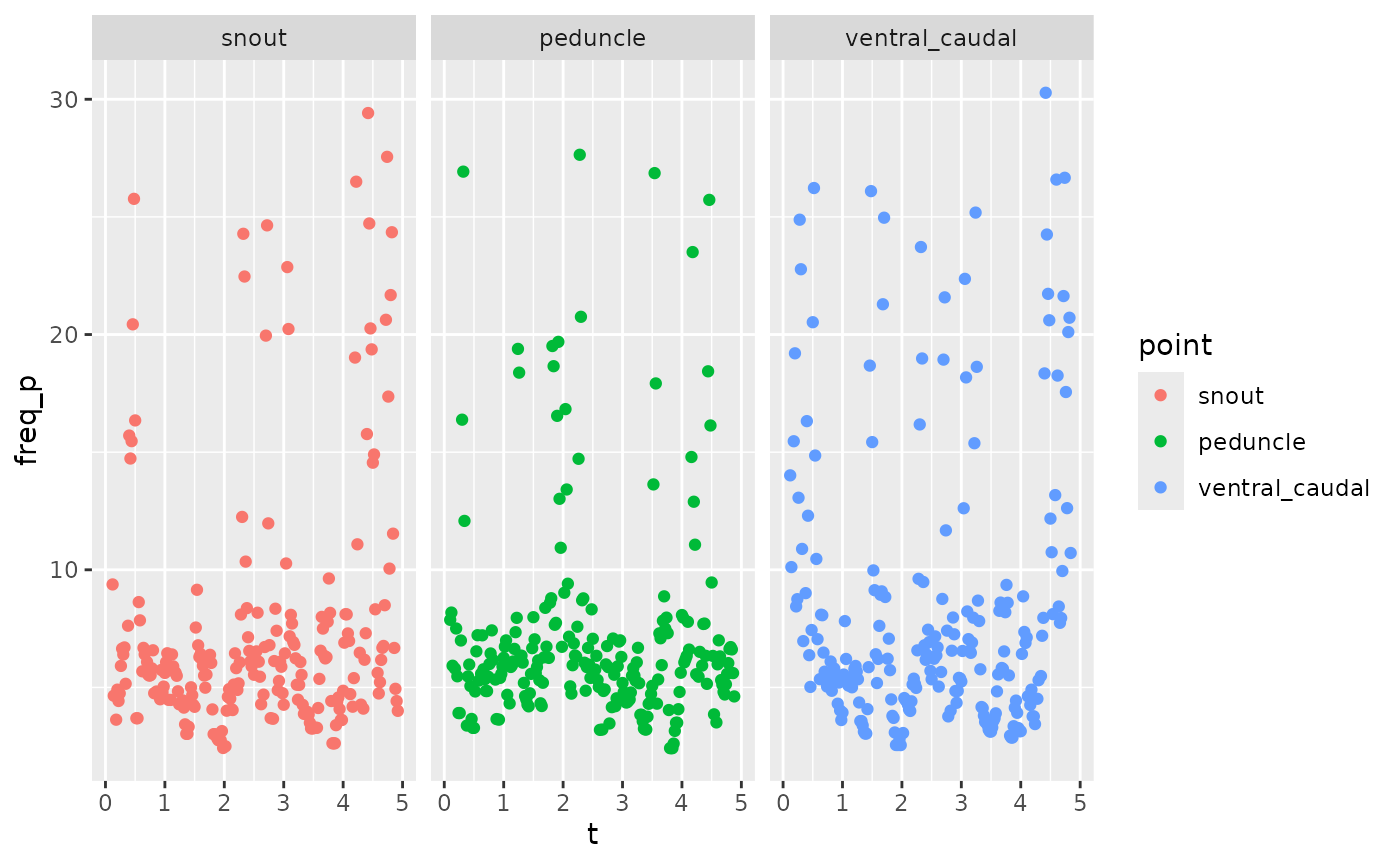 snout peduncle ventral_caudal
30
20
10
freq_p
0 1 2 3 4 5 0 1 2 3 4 5 0 1 2 3 4 5
t
point
snout
peduncle
ventral_caudal